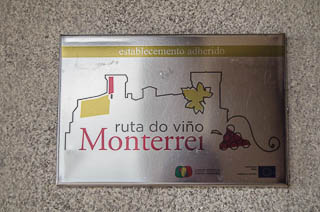 establecemento adherido
ruta do viño
Monterrei